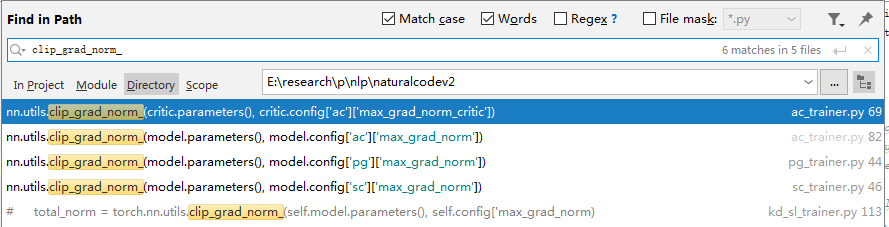 Find in Path
Match case
Words
Regex ?
File mask:
*.py
clip_grad_norm_
6 matches in 5 files
In Project
Module
Directory
Scope
E:\research\p\nlp\naturalcodev2
...
nn.utils.clip_grad_norm_(critic.parameters(), critic.config['ac']['max_grad_norm_critic']) ac_trainer.py 69
nn.utils.clip_grad_norm_(model.parameters(), model.config['ac']['max_grad_norm']) ac_trainer.py 82
nn.utils.clip_grad_norm_(model.parameters(), model.config['pg']['max_grad_norm']) pg_trainer.py 44
nn.utils.clip_grad_norm_(model.parameters(), model.config['sc']['max_grad_norm']) sc_trainer.py 46
# total_norm = torch.nn.utils.clip_grad_norm_(self.model.parameters(), self.config['max_grad_norm) kd_sl_trainer.py 113